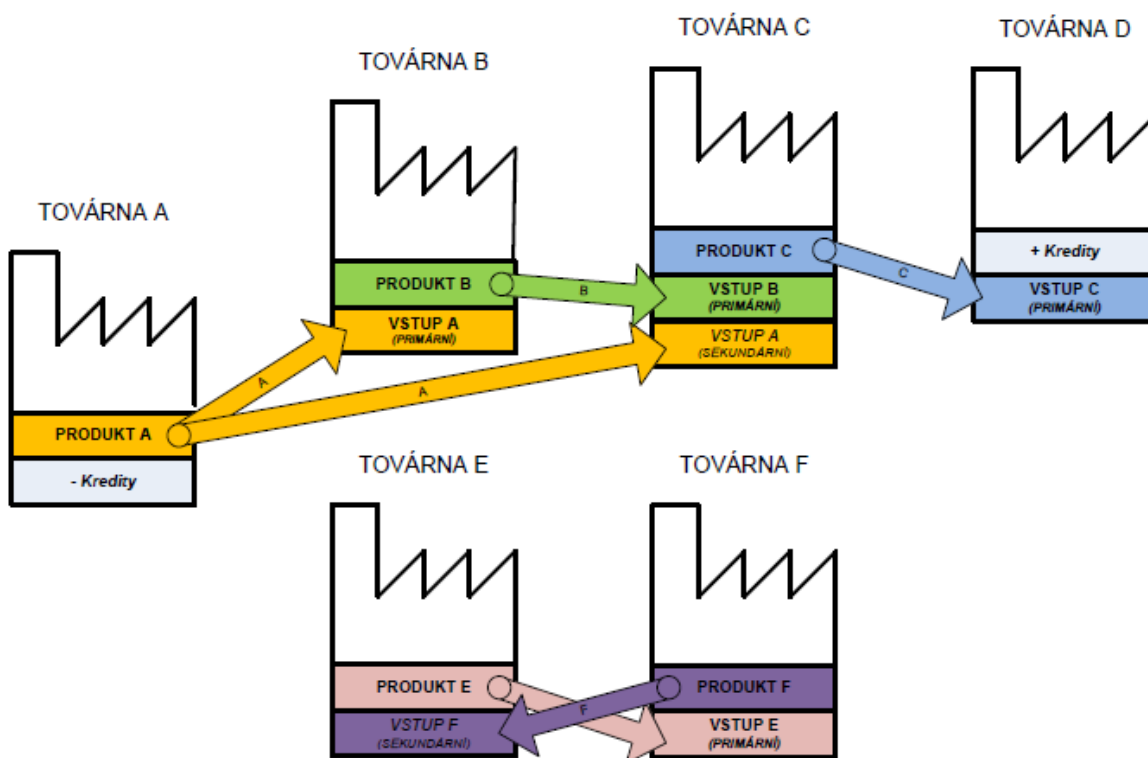 TOVÁRNA A
- Kredity
PRODUKT A
A
A
TOVÁRNA B
PRODUKT B
VSTUP A
(PRIMÁRNÍ)
B
TOVÁRNA C
PRODUKT C
VSTUP B
(PRIMÁRNÍ)
VSTUP A
(SEKUNDÁRNÍ)
C
TOVÁRNA D
+ Kredity
VSTUP C
(PRIMÁRNÍ)
TOVÁRNA E
PRODUKT E
VSTUP F
(SEKUNDÁRNÍ)
F
TOVÁRNA F
PRODUKT F
VSTUP E
(PRIMÁRNÍ)